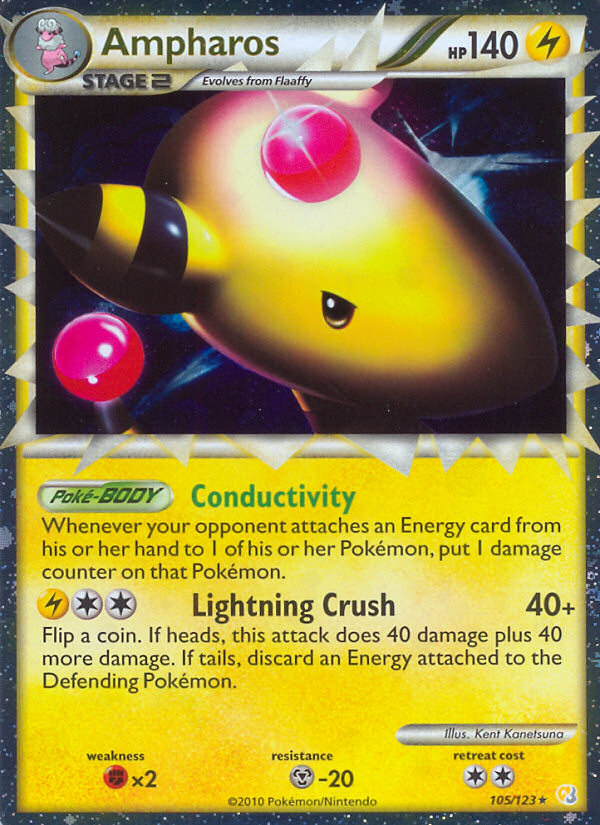 Ampharos
HP140
STAGE 2
Evolves from Flaaffy
Poké-BODY Conductivity
Whenever your opponent attaches an Energy card from
his or her hand to 1 of his or her Pokémon, put 1 damage
counter on that Pokémon.
Lightning Crush 40+
Flip a coin. If heads, this attack does 40 damage plus 40
more damage. If tails, discard an Energy attached to the
Defending Pokémon.
Illus. Kent Kanetsuna
weakness resistance retreat cost
×2 -20
©2010 Pokémon/Nintendo 105/123★